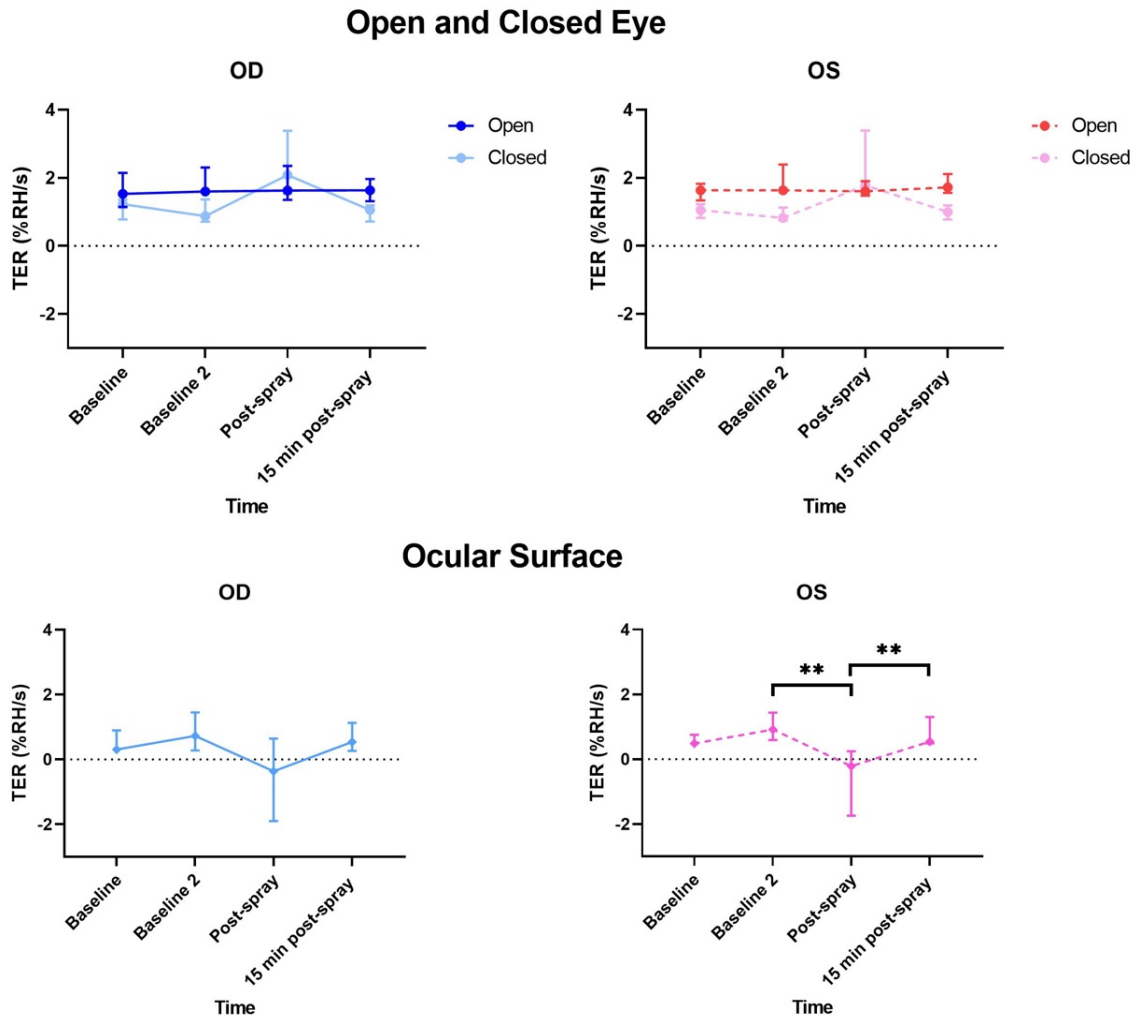 Open and Closed Eye
OD
TER (%RH/s)
4
2
0
-2
Baseline
Baseline 2
Post-spray
15 min post-spray
Time
Open
Closed
OS
TER (%RH/s)
4
2
0
-2
Baseline
Baseline 2
Post-spray
15 min post-spray
Time
Open
Closed
Ocular Surface
OD
TER (%RH/s)
4
2
0
-2
Baseline
Baseline 2
Post-spray
15 min post-spray
Time
OS
TER (%RH/s)
4
2
0
-2
**
**
Baseline
Baseline 2
Post-spray
15 min post-spray
Time